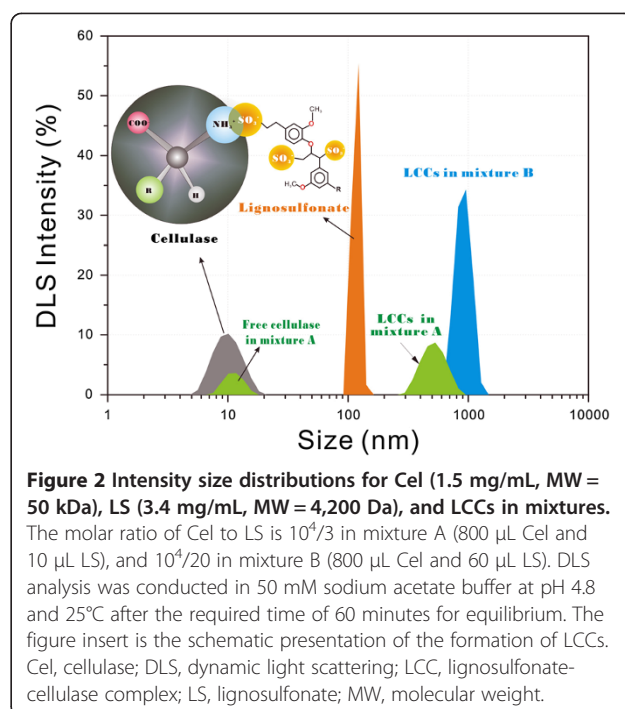 60
50
40
30
20
10
0
DLS Intensity (%)
1
10
100
1000
10000
Size (nm)
COO
NH
SO
R
H
CH₃
O
O
SO
SO
H₃CO
R
Cellulase
Lignosulfonate
Free cellulase
in mixture A
LCCs in mixture B
LCCs in
mixture A
Figure 2 Intensity size distributions for Cel (1.5 mg/mL, MW =
50 kDa), LS (3.4 mg/mL, MW = 4,200 Da), and LCCs in mixtures.
The molar ratio of Cel to LS is 10⁴/3 in mixture A (800 μL Cel and
10 μL LS), and 10⁴/20 in mixture B (800 μL Cel and 60 μL LS). DLS
analysis was conducted in 50 mM sodium acetate buffer at pH 4.8
and 25°C after the required time of 60 minutes for equilibrium. The
figure insert is the schematic presentation of the formation of LCCs.
Cel, cellulase; DLS, dynamic light scattering; LCC, lignosulfonate-
cellulase complex; LS, lignosulfonate; MW, molecular weight.